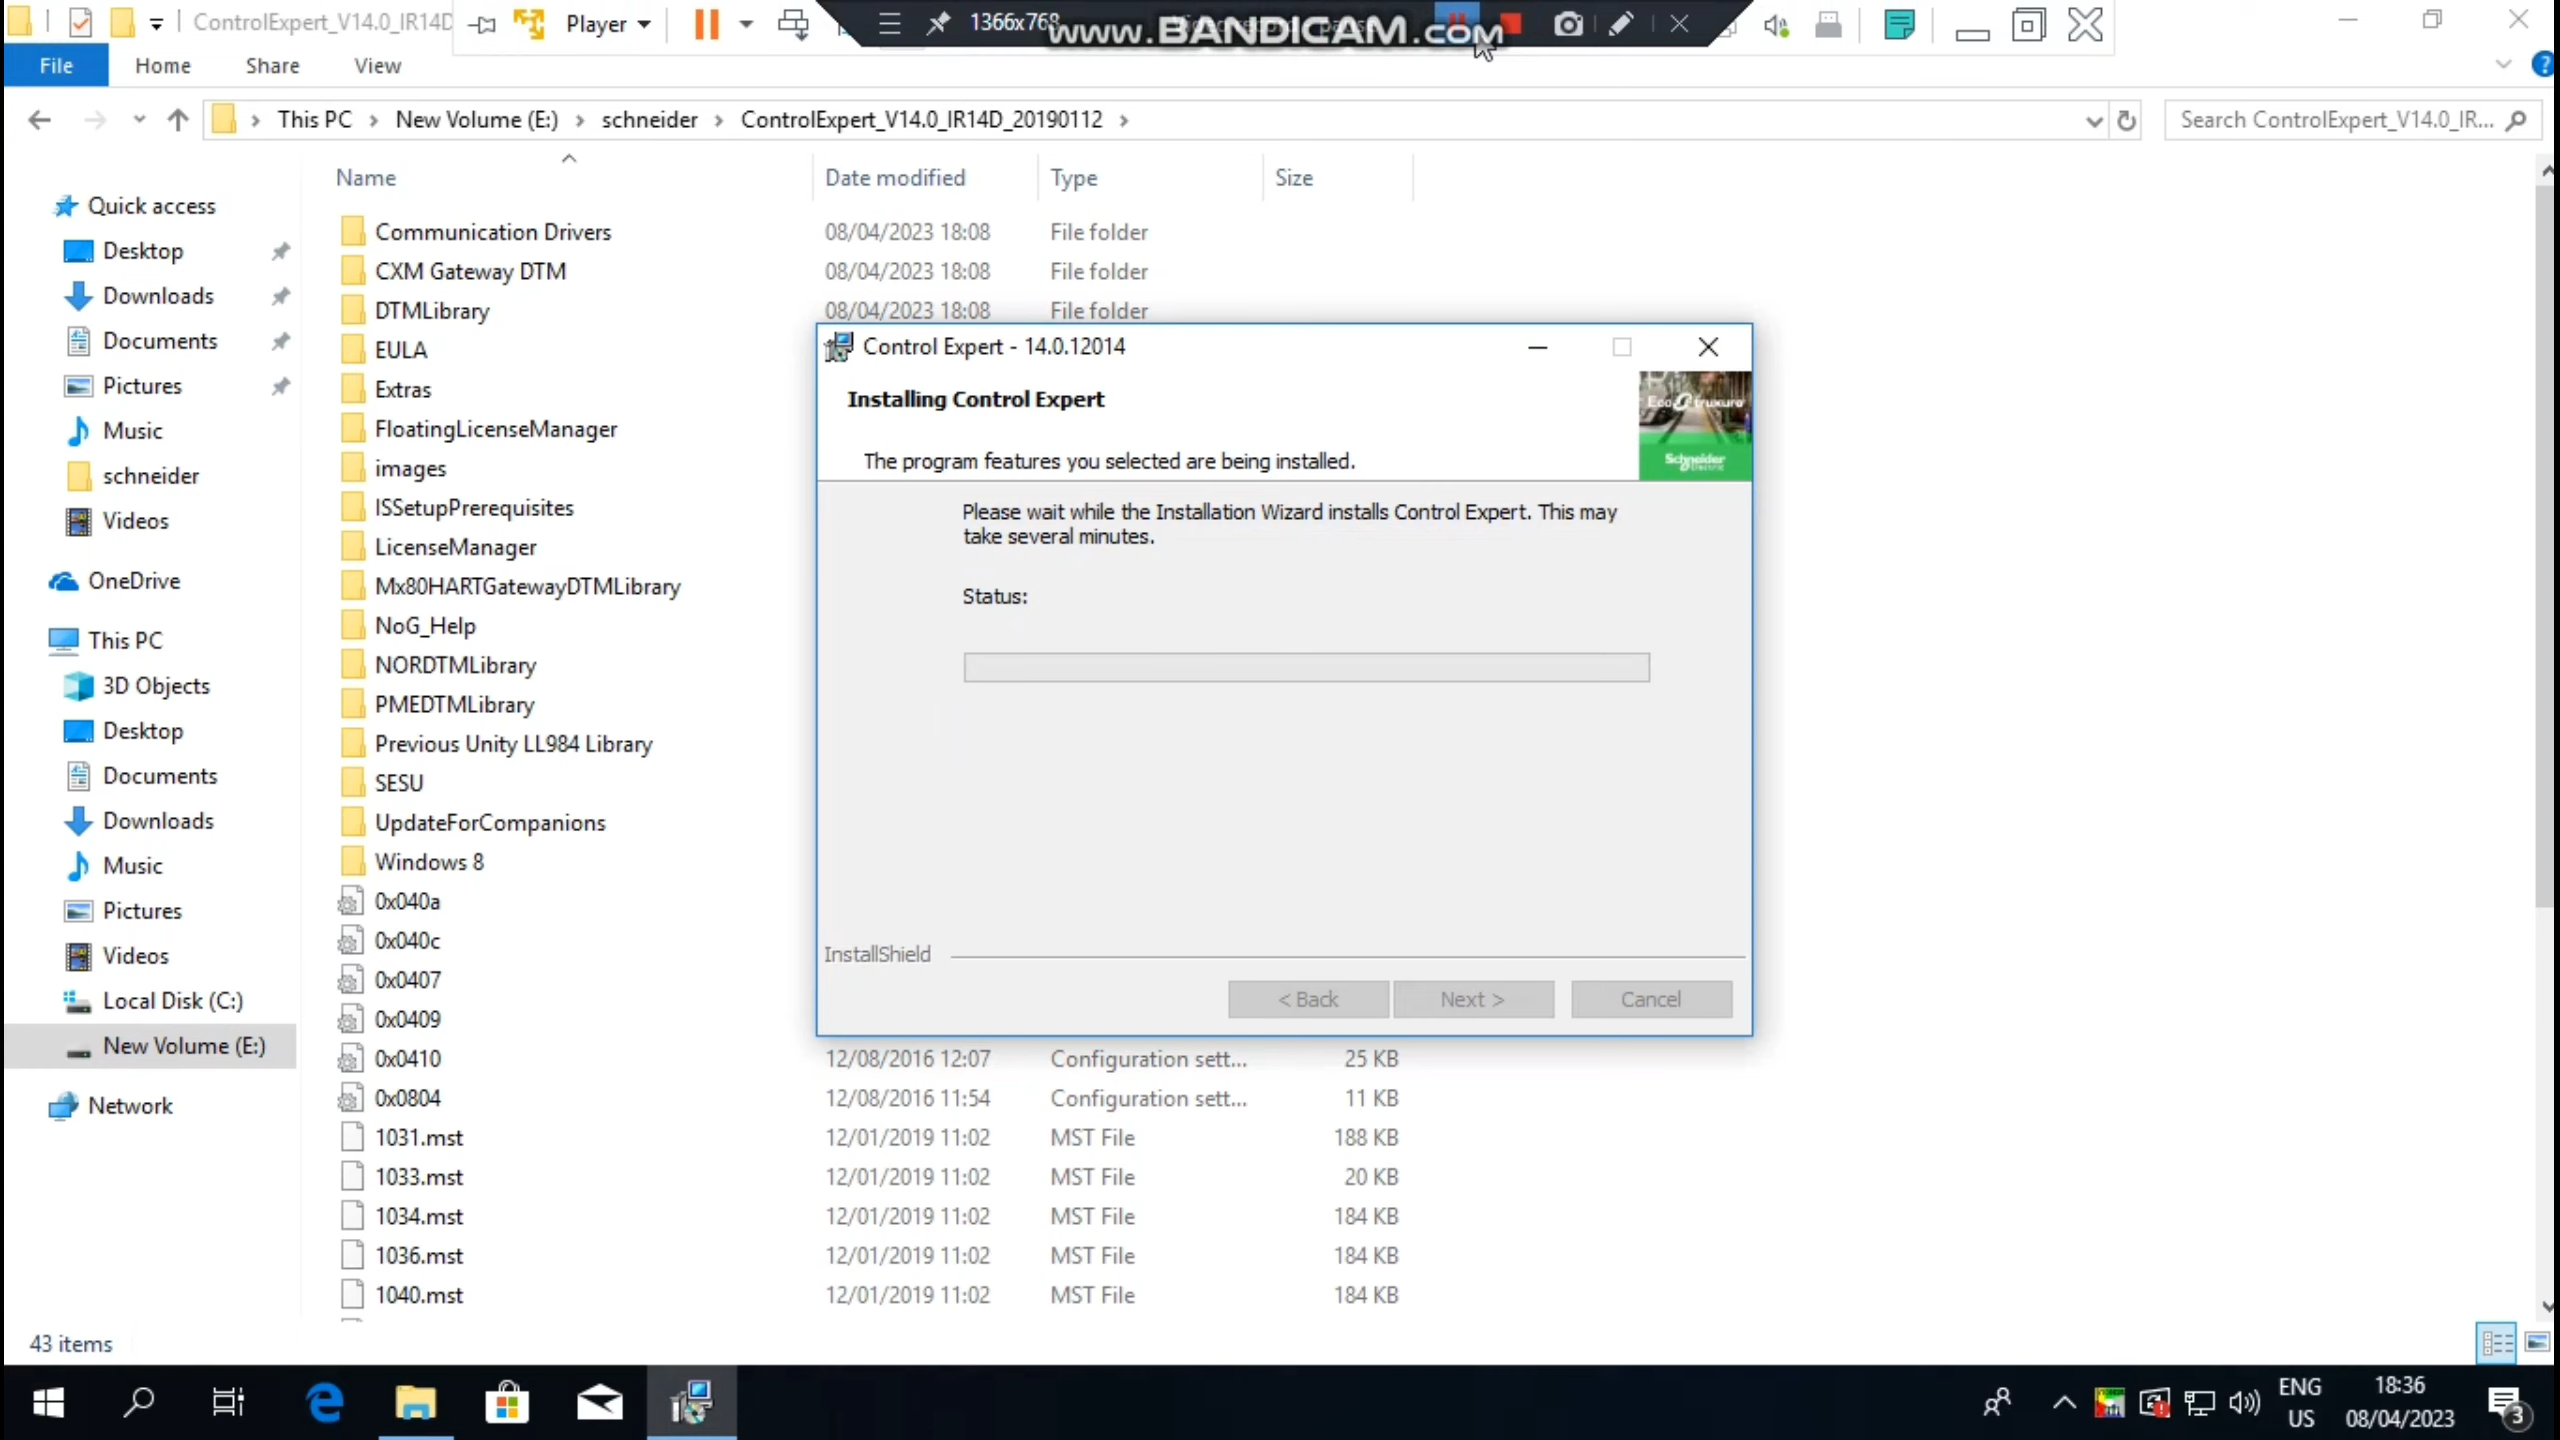 ControlExpert_V14.0_IR14D
Player
1366x768
www.BANDICAM.com
File
Home
Share
View
This PC
New Volume (E:)
schneider
ControlExpert_V14.0_IR14D_20190112
Search ControlExpert_V14.0_IR...
Name
Date modified
Type
Size
Quick access
Desktop
Downloads
Documents
Pictures
Music
schneider
Videos
OneDrive
This PC
3D Objects
Desktop
Documents
Downloads
Music
Pictures
Videos
Local Disk (C:)
New Volume (E:)
Network
Communication Drivers 08/04/2023 18:08 File folder
CXM Gateway DTM 08/04/2023 18:08 File folder
DTMLibrary 08/04/2023 18:08 File folder
EULA
Extras
FloatingLicenseManager
images
ISSetupPrerequisites
LicenseManager
Mx80HARTGatewayDTMLibrary
NoG_Help
NORDTMLibrary
PMEDTMLibrary
Previous Unity LL984 Library
SESU
UpdateForCompanions
Windows 8
0x040a
0x040c
0x0407
0x0409
0x0410 12/08/2016 12:07 Configuration sett... 25 KB
0x0804 12/08/2016 11:54 Configuration sett... 11 KB
1031.mst 12/01/2019 11:02 MST File 188 KB
1033.mst 12/01/2019 11:02 MST File 20 KB
1034.mst 12/01/2019 11:02 MST File 184 KB
1036.mst 12/01/2019 11:02 MST File 184 KB
1040.mst 12/01/2019 11:02 MST File 184 KB
Control Expert - 14.0.12014
Installing Control Expert
The program features you selected are being installed.
EcoStruxure
Schneider
Electric
Please wait while the Installation Wizard installs Control Expert. This may
take several minutes.
Status:
InstallShield
< Back
Next >
Cancel
43 items
ENG
US
18:36
08/04/2023
3